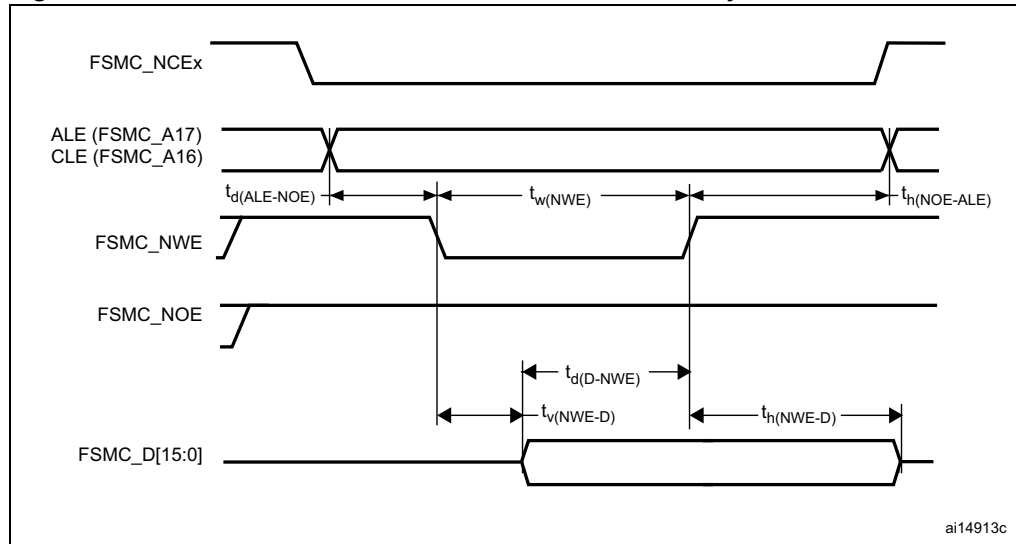 FSMC_NCEx
ALE (FSMC_A17)
CLE (FSMC_A16)
td(ALE-NOE)
tw(NWE)
th(NOE-ALE)
FSMC_NWE
FSMC_NOE
td(D-NWE)
tv(NWE-D)
th(NWE-D)
FSMC_D[15:0]
ai14913c